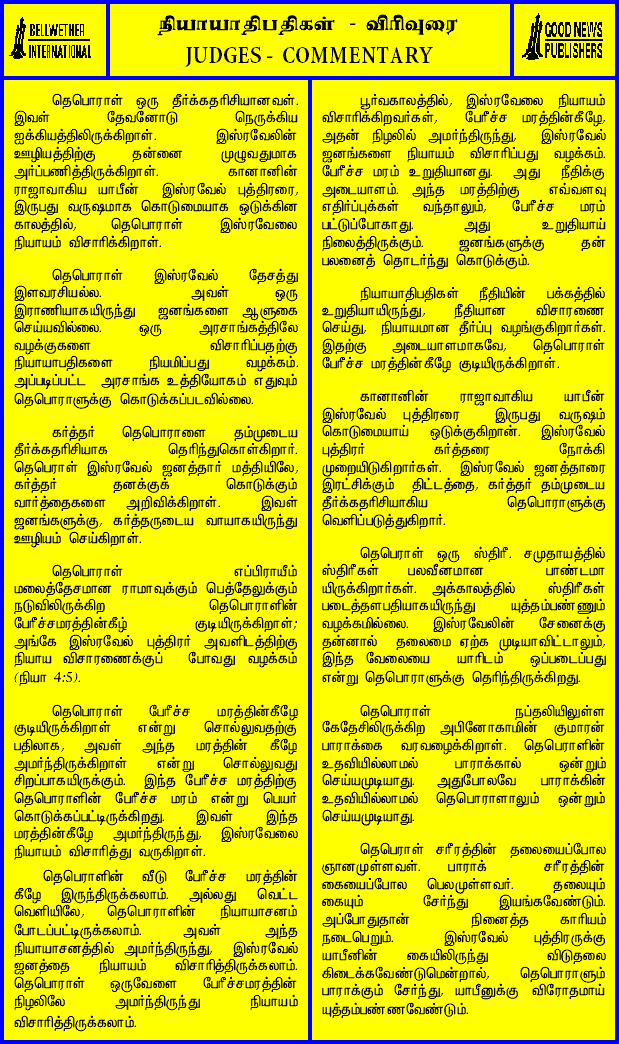 BELLWETHER
INTERNATIONAL
நியாயாதிபதிகள் - விரிவுரை
JUDGES - COMMENTARY
GOOD NEWS
PUBLISHERS
தெபொராள் ஒரு தீர்க்கதரிசியானவள்.
இவள் தேவனோடு நெருக்கிய
ஐக்கியத்திலிருக்கிறாள். இஸ்ரவேலின்
ஊழியத்திற்கு தன்னை முழுவதுமாக
அர்ப்பணித்திருக்கிறாள். கானானின்
ராஜாவாகிய யாபீன் இஸ்ரவேல் புத்திரரை,
இருபது வருஷமாக கொடுமையாக ஒடுக்கின
காலத்தில், தெபொராள் இஸ்ரவேலை
நியாயம் விசாரிக்கிறாள்.
தெபொராள் இஸ்ரவேல் தேசத்து
இளவரசியல்ல. அவள் ஒரு
இராணியாகயிருந்து ஜனங்களை ஆளுகை
செய்யவில்லை. ஒரு அரசாங்கத்திலே
வழக்குகளை விசாரிப்பதற்கு
நியாயாபதிகளை நியமிப்பது வழக்கம்.
அப்படிப்பட்ட அரசாங்க உத்தியோகம் எதுவும்
தெபொராளுக்கு கொடுக்கப்படவில்லை.
கர்த்தர் தெபொராளை தம்முடைய
தீர்க்கதரிசியாக தெரிந்துகொள்கிறார்.
தெபெராள் இஸ்ரவேல் ஜனத்தார் மத்தியிலே,
கர்த்தர் தனக்குக் கொடுக்கும்
வார்த்தைகளை அறிவிக்கிறாள். இவள்
ஜனங்களுக்கு, கர்த்தருடைய வாயாகயிருந்து
ஊழியம் செய்கிறாள்.
தெபொராள் எப்பிராயீம்
மலைத்தேசமான ராமாவுக்கும் பெத்தேலுக்கும்
நடுவிலிருக்கிற தெபொராளின்
பேரீச்சமரத்தின்கீழ் குடியிருக்கிறாள்;
அங்கே இஸ்ரவேல் புத்திரர் அவளிடத்திற்கு
நியாய விசாரணைக்குப் போவது வழக்கம்
(நியா 4:5).
தெபொராள் பேரீச்ச மரத்தின்கீழே
குடியிருக்கிறாள் என்று சொல்லுவதற்கு
பதிலாக, அவள் அந்த மரத்தின் கீழே
அமர்ந்திருக்கிறாள் என்று சொல்லுவது
சிறப்பாகயிருக்கும். இந்த பேரீச்ச மரத்திற்கு
தெபொராளின் பேரீச்ச மரம் என்று பெயர்
கொடுக்கப்பட்டிருக்கிறது. இவள் இந்த
மரத்தின்கீழே அமர்ந்திருந்து, இஸ்ரவேலை
நியாயம் விசாரித்து வருகிறாள்.
தெபெராளின் வீடு பேரீச்ச மரத்தின்
கீழே இருந்திருக்கலாம். அல்லது வெட்ட
வெளியிலே, தெபொராளின் நியாயாசனம்
போடப்பட்டிருக்கலாம். அவள் அந்த
நியாயாசனத்தில் அமர்ந்திருந்து, இஸ்ரவேல்
ஜனத்தை நியாயம் விசாரித்திருக்கலாம்.
தெபொராள் ஒருவேளை பேரீச்சமரத்தின்
நிழலிலே அமர்ந்திருந்து நியாயம்
விசாரித்திருக்கலாம்.
பூர்வகாலத்தில், இஸ்ரவேலை நியாயம்
விசாரிக்கிறவர்கள், பேரீச்ச மரத்தின்கீழே,
அதன் நிழலில் அமர்ந்திருந்து, இஸ்ரவேல்
ஜனங்களை நியாயம் விசாரிப்பது வழக்கம்.
பேரீச்ச மரம் உறுதியானது. அது நீதிக்கு
அடையாளம். அந்த மரத்திற்கு எவ்வளவு
எதிர்ப்புக்கள் வந்தாலும், பேரீச்ச மரம்
பட்டுப்போகாது. அது உறுதியாய்
நிலைத்திருக்கும். ஜனங்களுக்கு தன்
பலனைத் தொடர்ந்து கொடுக்கும்.
நியாயாதிபதிகள் நீதியின் பக்கத்தில்
உறுதியாயிருந்து, நீதியான விசாரணை
செய்து, நியாயமான தீர்ப்பு வழங்குகிறார்கள்.
இதற்கு அடையாளமாகவே, தெபொராள்
பேரீச்ச மரத்தின்கீழே குடியிருக்கிறாள்.
கானானின் ராஜாவாகிய யாபீன்
இஸ்ரவேல் புத்திரரை இருபது வருஷம்
கொடுமையாய் ஒடுக்குகிறான். இஸ்ரவேல்
புத்திரர் கர்த்தரை நோக்கி
முறையிடுகிறார்கள். இஸ்ரவேல் ஜனத்தாரை
இரட்சிக்கும் திட்டத்தை, கர்த்தர் தம்முடைய
தீர்க்கதரிசியாகிய தெபொராளுக்கு
வெளிப்படுத்துகிறார்.
தெபெராள் ஒரு ஸ்திரீ. சமுதாயத்தில்
ஸ்திரீகள் பலவீனமான பாண்டமா
யிருக்கிறார்கள். அக்காலத்தில் ஸ்திரீகள்
படைத்தளபதியாகயிருந்து யுத்தம்பண்ணும்
வழக்கமில்லை. இஸ்ரவேலின் சேனைக்கு
தன்னால் தலைமை ஏற்க முடியாவிட்டாலும்,
இந்த வேலையை யாரிடம் ஒப்படைப்பது
என்று தெபொராளுக்கு தெரிந்திருக்கிறது.
தெபொராள் நப்தலியிலுள்ள
கேதேசிலிருக்கிற அபினோகாமின் குமாரன்
பாராக்கை வரவழைக்கிறாள். தெபெராளின்
உதவியில்லாமல் பாராக்கால் ஒன்றும்
செய்யமுடியாது. அதுபோலவே பாராக்கின்
உதவியில்லாமல் தெபொராளாலும் ஒன்றும்
செய்யமுடியாது.
தெபெராள் சரீரத்தின் தலையைப்போல
ஞானமுள்ளவள். பாராக் சரீரத்தின்
கையைப்போல பெலமுள்ளவர். தலையும்
கையும் சேர்ந்து இயங்கவேண்டும்.
அப்போதுதான் நினைத்த காரியம்
நடைபெறும். இஸ்ரவேல் புத்திரருக்கு
யாபீனின் கையிலிருந்து விடுதலை
கிடைக்கவேண்டுமென்றால், தெபொராளும்
பாராக்கும் சேர்ந்து, யாபீனுக்கு விரோதமாய்
யுத்தம்பண்ணவேண்டும்.